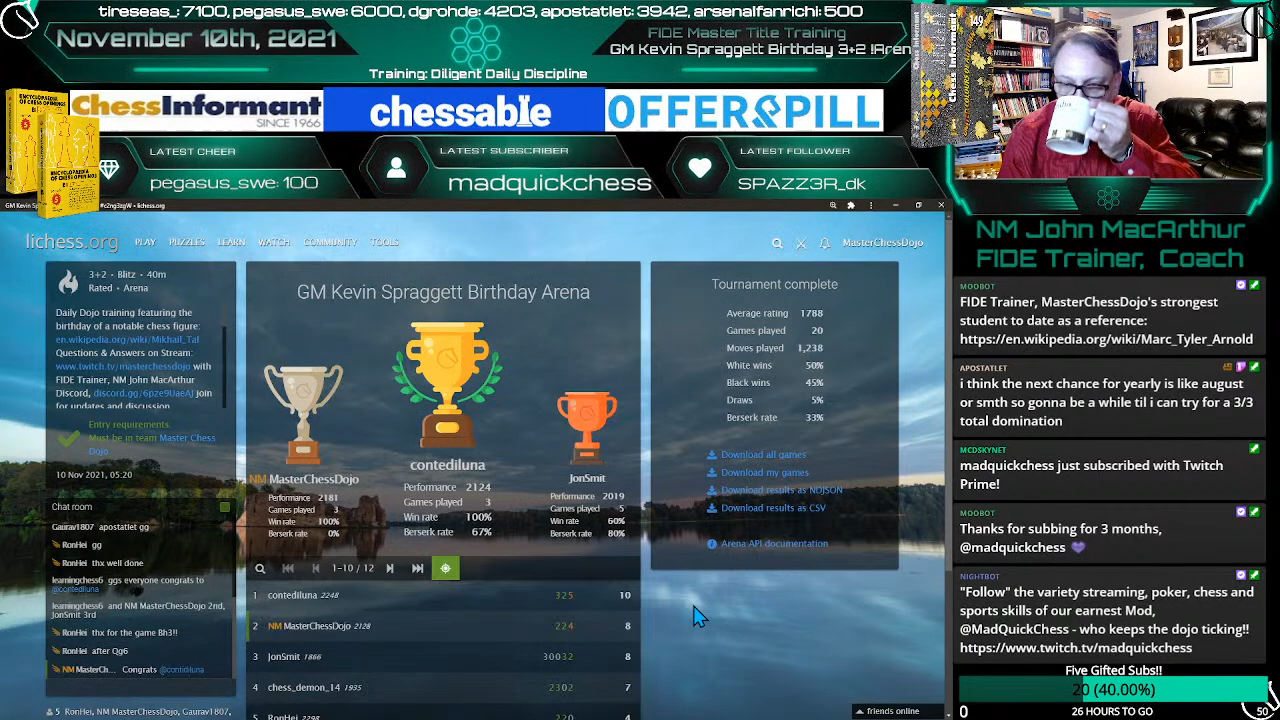 tireseas_: 7100, pegasus_swe: 6000, dgrohde: 4203, apostatlet: 3942, arsenalfanrichi: 500
November 10th, 2021
Training: Diligent Daily Discipline
FIDE Master Title Training
GM Kevin Spraggett Birthday 3+2 !Aren
ENCYCLOPAEDIA OF CHESS OPENINGS
ChessInformant
SINCE 1966
chessable
OFFERSPILL
LATEST CHEER
pegasus_swe: 100
LATEST SUBSCRIBER
madquickchess
LATEST FOLLOWER
SPAZZ3R_dk
Chess Informant
149
GM Kevin Sp
#c2ng3zgW • lichess.org
lichess.org
PLAY
PUZZLES
LEARN
WATCH
COMMUNITY
TOOLS
MasterChessDojo
3+2 • Blitz • 40m
Rated • Arena
Daily Dojo training featuring the
birthday of a notable chess figure:
en.wikipedia.org/wiki/Mikhail_Tal
Questions & Answers on Stream:
www.twitch.tv/masterchessdojo with
FIDE Trainer, NM John MacArthur
Discord, discord.gg/6pze9UaeAJ join
for updates and discussion
Entry requirements:
Must be in team Master Chess
Dojo
10 Nov 2021, 05:20
Chat room
Gaurav1807 apostatlet gg
RonHei gg
RonHei thx well done
learningchess6 ggs everyone congrats to
@contediluna
learningchess6 and NM MasterChessDojo 2nd,
JonSmit 3rd
RonHei thx for the game Bh3!!
RonHei after Qg6
NM MasterCh... Congrats @contidiluna
5 RonHei, NM MasterChessDojo, Gaurav1807,
GM Kevin Spraggett Birthday Arena
NM MasterChessDojo
Performance 2181
Games played 3
Win rate 100%
Berserk rate 0%
contediluna
Performance 2124
Games played 3
Win rate 100%
Berserk rate 67%
JonSmit
Performance 2019
Games played 5
Win rate 60%
Berserk rate 80%
1-10 / 12
1 contediluna 2248 325 10
2 NM MasterChessDojo 2128 224 8
3 JonSmit 1866 30032 8
4 chess_demon_14 1935 2302 7
5 RonHei 2298 4
Tournament complete
Average rating 1788
Games played 20
Moves played 1,238
White wins 50%
Black wins 45%
Draws 5%
Berserk rate 33%
Download all games
Download my games
Download results as NDJSON
Download results as CSV
Arena API documentation
friends online
NM John MacArthur
FIDE Trainer, Coach
MOOBOT
FIDE Trainer, MasterChessDojo's strongest
student to date as a reference:
https://en.wikipedia.org/wiki/Marc_Tyler_Arnold
APOSTATLET
i think the next chance for yearly is like august
or smth so gonna be a while til i can try for a 3/3
total domination
MCDSKYNET
madquickchess just subscribed with Twitch
Prime!
MOOBOT
Thanks for subbing for 3 months,
@madquickchess 💜
NIGHTBOT
"Follow" the variety streaming, poker, chess and
sports skills of our earnest Mod,
@MadQuickChess - who keeps the dojo ticking!!
https://www.twitch.tv/madquickchess
Five Gifted Subs!!
20 (40.00%)
0
26 HOURS TO GO
50